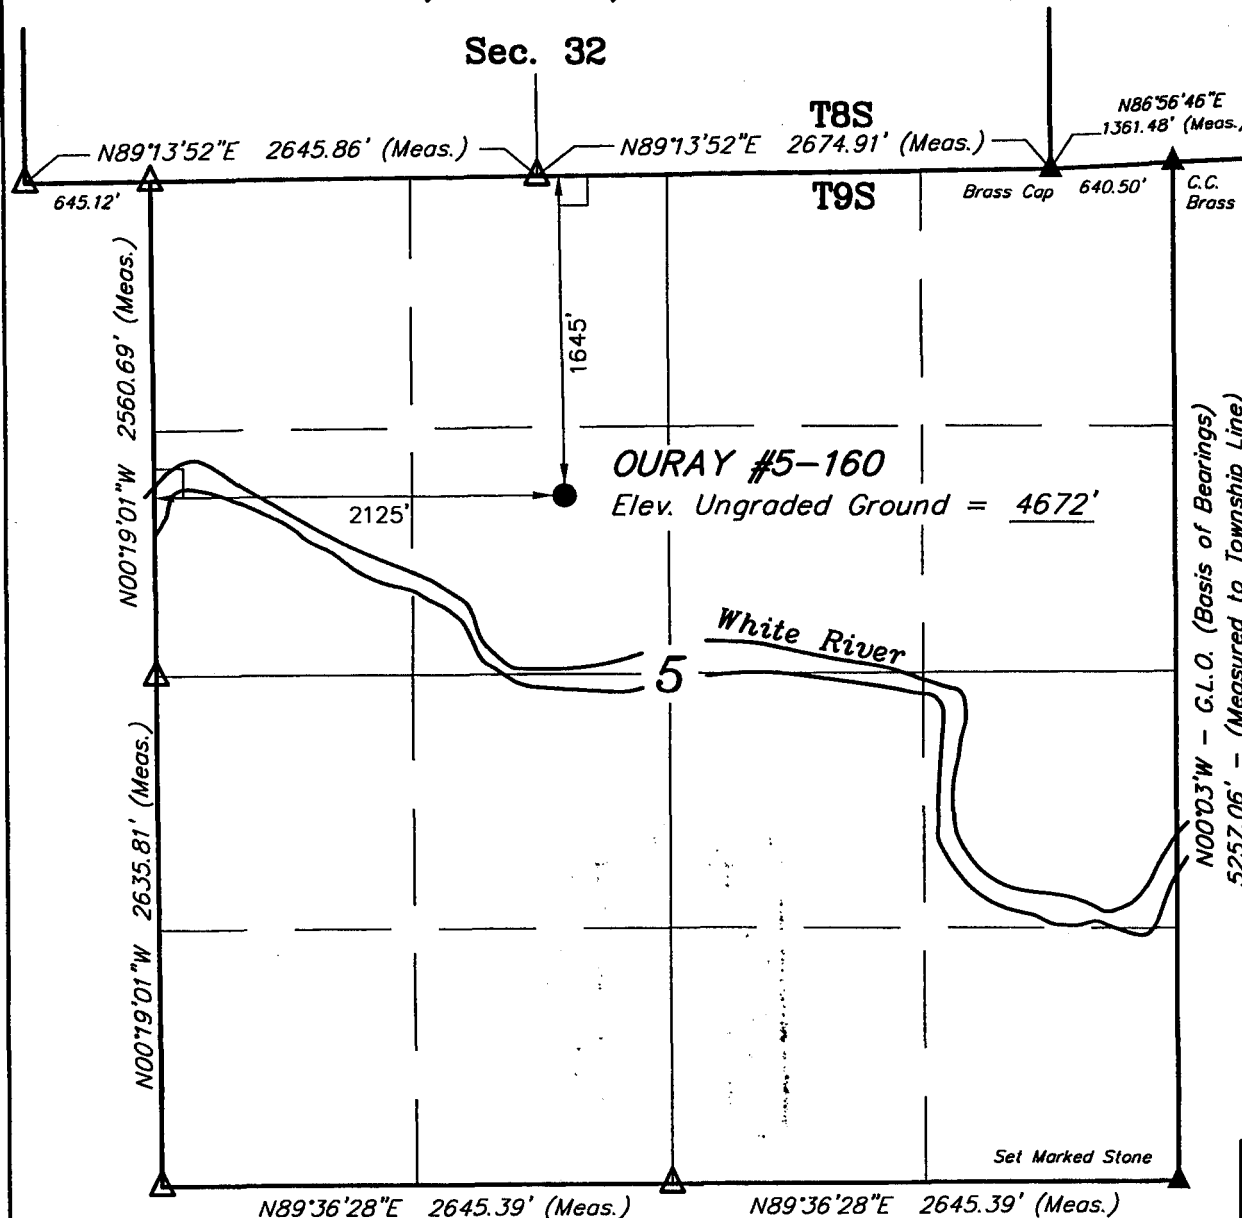 Sec. 32
T8S
N86°56'46"E
1361.48' (Meas.)
N89°13'52"E 2645.86' (Meas.)
N89°13'52"E 2674.91' (Meas.)
645.12'
T9S
Brass Cap
640.50'
C.C.
Brass
N00°19'01"W 2560.69' (Meas.)
1645'
OURAY #5-160
Elev. Ungraded Ground = 4672'
2125'
N00°03'W - G.L.O. (Basis of Bearings)
5257.06' - (Measured to Township Line)
White River
5
N00°19'01"W 2635.81' (Meas.)
Set Marked Stone
N89°36'28"E 2645.39' (Meas.)
N89°36'28"E 2645.39' (Meas.)